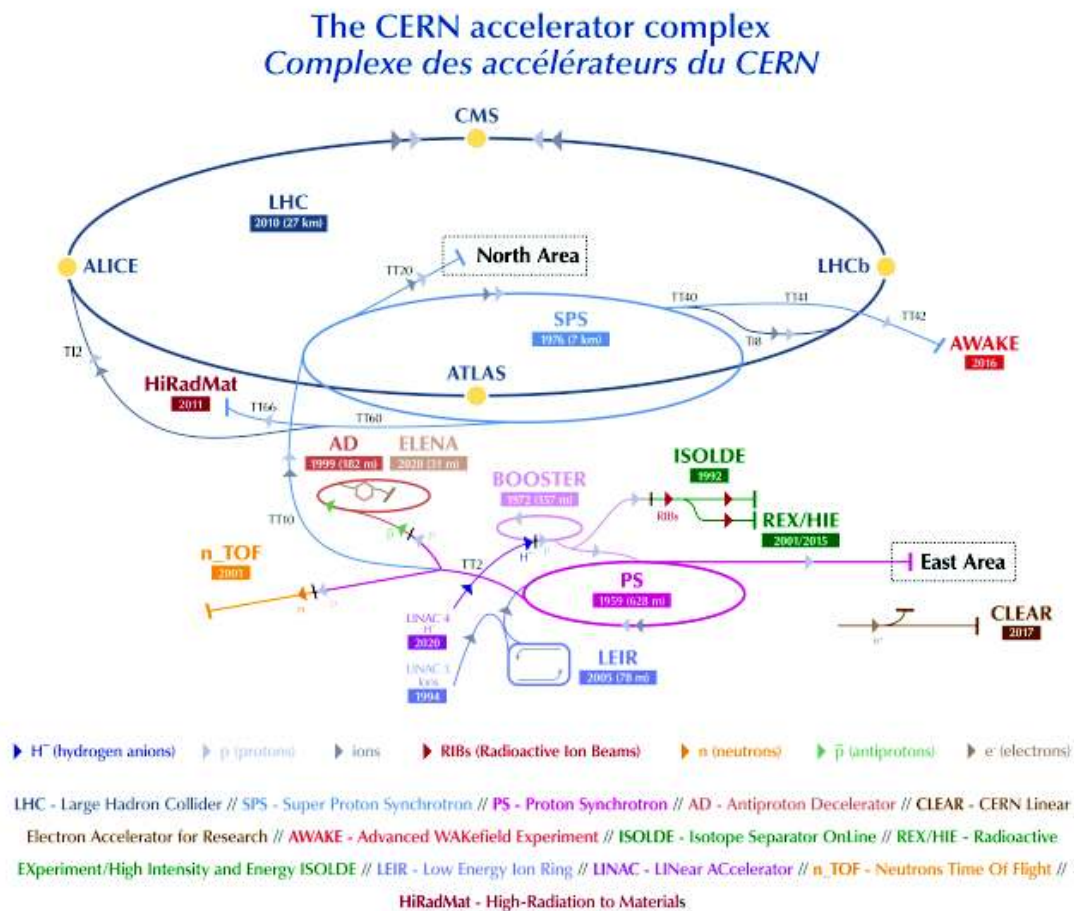 The CERN accelerator complex
Complexe des accélérateurs du CERN
CMS
LHC
2010 (27 km)
North Area
ALICE
TT20
LHCb
TT40
TT41
SPS
1976 (7 km)
TI8
TT42
TI2
AWAKE
2016
ATLAS
HiRadMat
2011
TT66
TT60
AD
1999 (182 m)
ELENA
2020 (31 m)
ISOLDE
1992
BOOSTER
1972 (157 m)
RIBs
REX/HIE
2001/2015
TT10
p
p
H⁻
p
n_TOF
2001
TT2
East Area
PS
1959 (628 m)
n
p
LINAC 4
H⁻
2020
CLEAR
2017
e⁻
LEIR
2005 (78 m)
LINAC 3
Ions
1994
H⁻ (hydrogen anions) p (protons) ions RIBs (Radioactive Ion Beams) n (neutrons) p̄ (antiprotons) e⁻ (electrons)
LHC - Large Hadron Collider // SPS - Super Proton Synchrotron // PS - Proton Synchrotron // AD - Antiproton Decelerator // CLEAR - CERN Linear
Electron Accelerator for Research // AWAKE - Advanced WAKefield Experiment // ISOLDE - Isotope Separator OnLine // REX/HIE - Radioactive
EXperiment/High Intensity and Energy ISOLDE // LEIR - Low Energy Ion Ring // LINAC - LINear ACcelerator // n_TOF - Neutrons Time Of Flight //
HiRadMat - High-Radiation to Materials